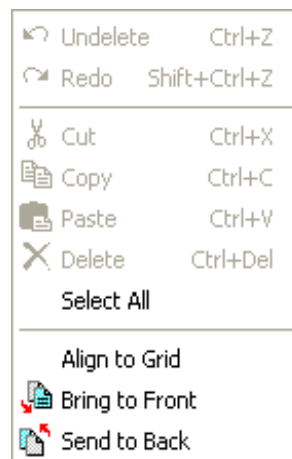 Undelete Ctrl+Z
Redo Shift+Ctrl+Z
Cut Ctrl+X
Copy Ctrl+C
Paste Ctrl+V
Delete Ctrl+Del
Select All
Align to Grid
Bring to Front
Send to Back